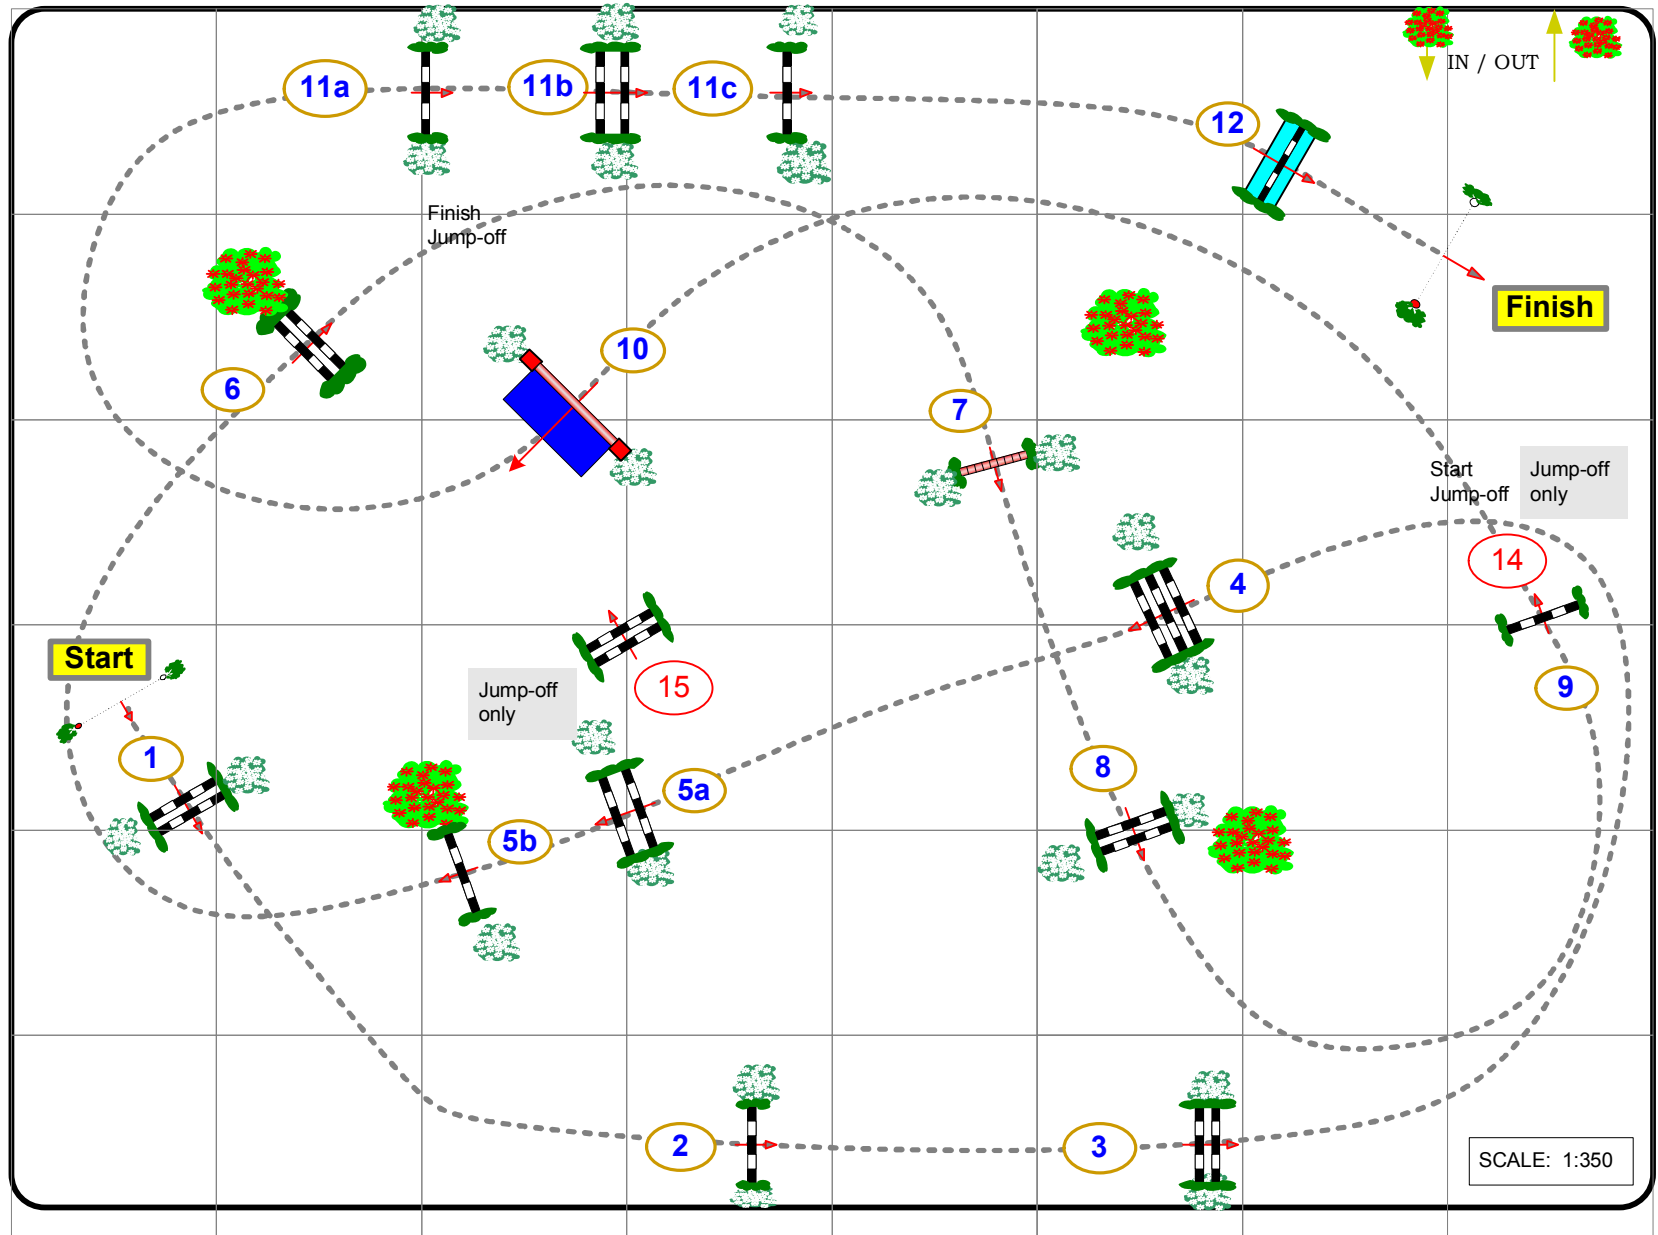 11a
11b
11c
12
IN / OUT
Finish
Jump-off
Finish
10
6
7
Start
Jump-off
Jump-off
only
14
4
Start
15
9
Jump-off
only
1
8
5a
5b
2
3
SCALE: 1:350